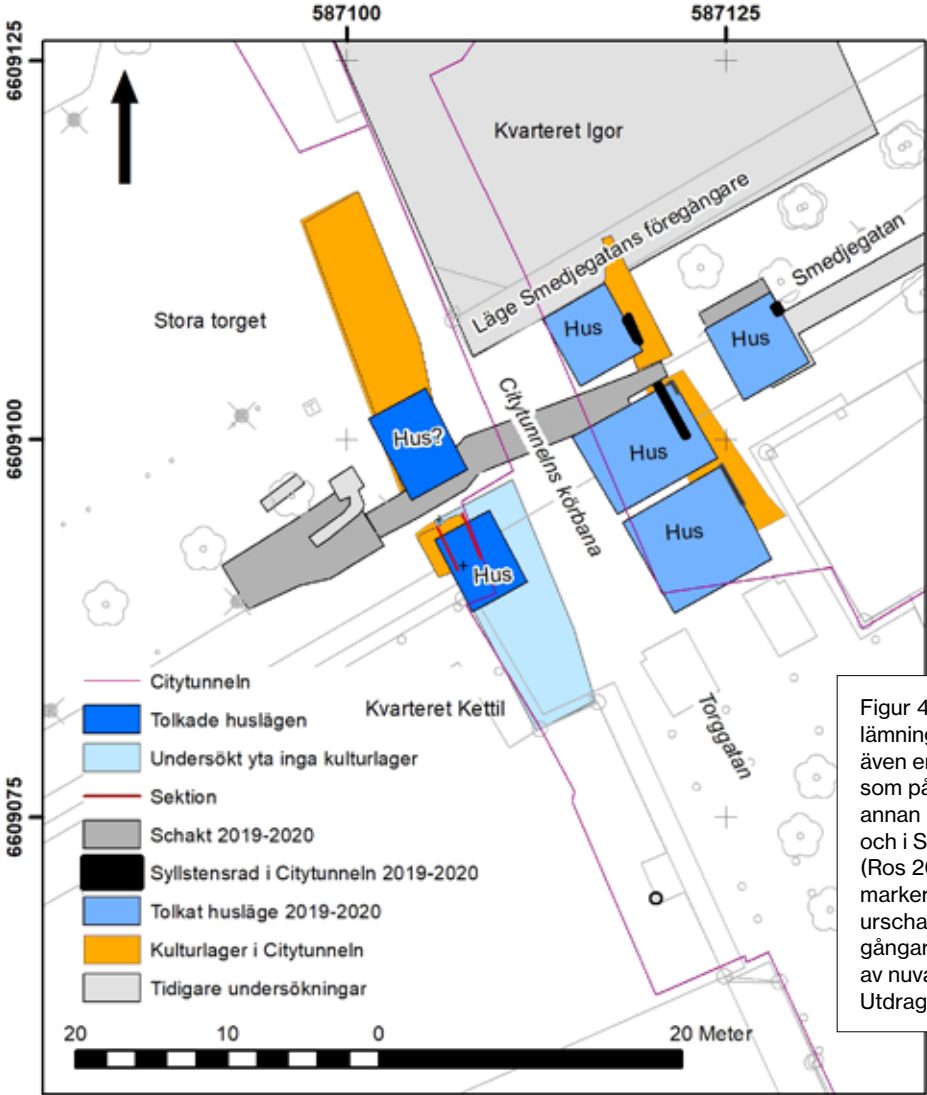 587100
587125
6609125
Kvarteret Igor
Läge Smedjegatans föregångare
Smedjegatan
Stora torget
Hus
Hus
6609100
Hus?
Citytunnelns körbana
Hus
Hus
Hus
Citytunneln
Tolkade huslägen
Kvarteret Kettil
Torggatan
Undersökt yta inga kulturlager
Sektion
6609075
Schakt 2019-2020
Syllstensrad i Citytunneln 2019-2020
Tolkat husläge 2019-2020
Kulturlager i Citytunneln
Tidigare undersökningar
20 10 0 20 Meter
Figur 4
lämning
även er
som på
annan
och i S
(Ros 20
marker
urscha
gångar
av nuva
Utdrag